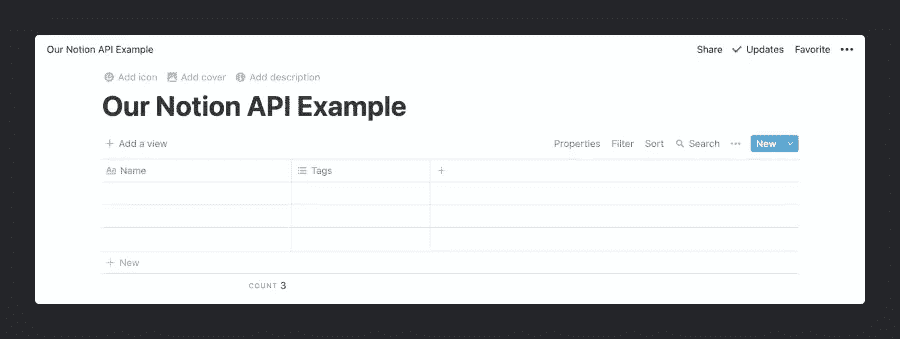 Our Notion API Example Share Updates Favorite •••
Add icon Add cover Add description
Our Notion API Example
+ Add a view Properties Filter Sort Search ••• New
Aa Name Tags +
+ New
COUNT 3